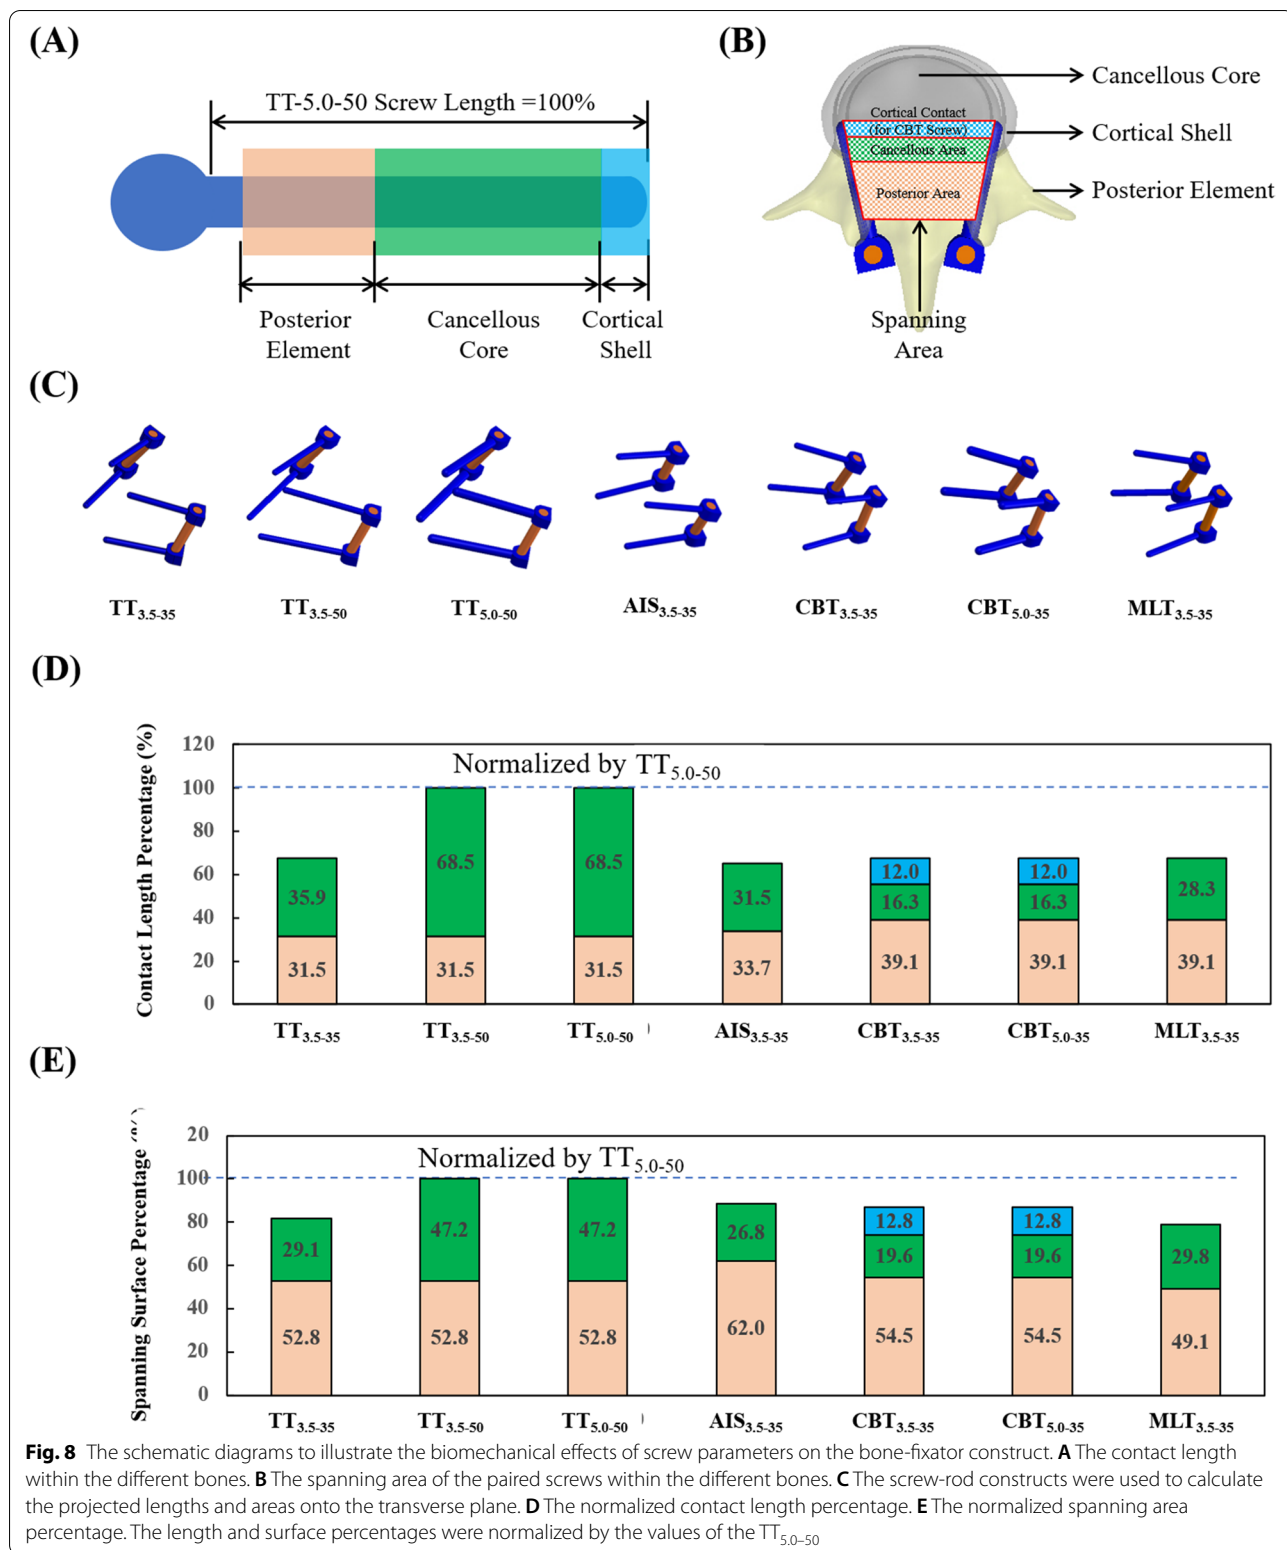 (A)
TT-5.0-50 Screw Length =100%
Posterior
Element
Cancellous
Core
Cortical
Shell
(B)
Cancellous Core
Cortical Contact
(for CBT Screw)
Cortical Shell
Cancellous Area
Posterior Area
Posterior Element
Spanning
Area
(C)
TT3.5-35 TT3.5-50 TT5.0-50 AIS3.5-35 CBT3.5-35 CBT5.0-35 MLT3.5-35
(D)
Contact Length Percentage (%)
120
100
80
60
40
20
0
Normalized by TT5.0-50
35.9 68.5 68.5 31.5 12.0 12.0 28.3
16.3 16.3
31.5 31.5 31.5 33.7 39.1 39.1 39.1
TT3.5-35 TT3.5-50 TT5.0-50 AIS3.5-35 CBT3.5-35 CBT5.0-35 MLT3.5-35
(E)
Spanning Surface Percentage
20
100
80
60
40
20
0
Normalized by TT5.0-50
29.1 47.2 47.2 26.8 12.8 12.8 29.8
19.6 19.6
52.8 52.8 52.8 62.0 54.5 54.5 49.1
TT3.5-35 TT3.5-50 TT5.0-50 AIS3.5-35 CBT3.5-35 CBT5.0-35 MLT3.5-35
Fig. 8 The schematic diagrams to illustrate the biomechanical effects of screw parameters on the bone-fixator construct. A The contact length
within the different bones. B The spanning area of the paired screws within the different bones. C The screw-rod constructs were used to calculate
the projected lengths and areas onto the transverse plane. D The normalized contact length percentage. E The normalized spanning area
percentage. The length and surface percentages were normalized by the values of the TT5.0–50